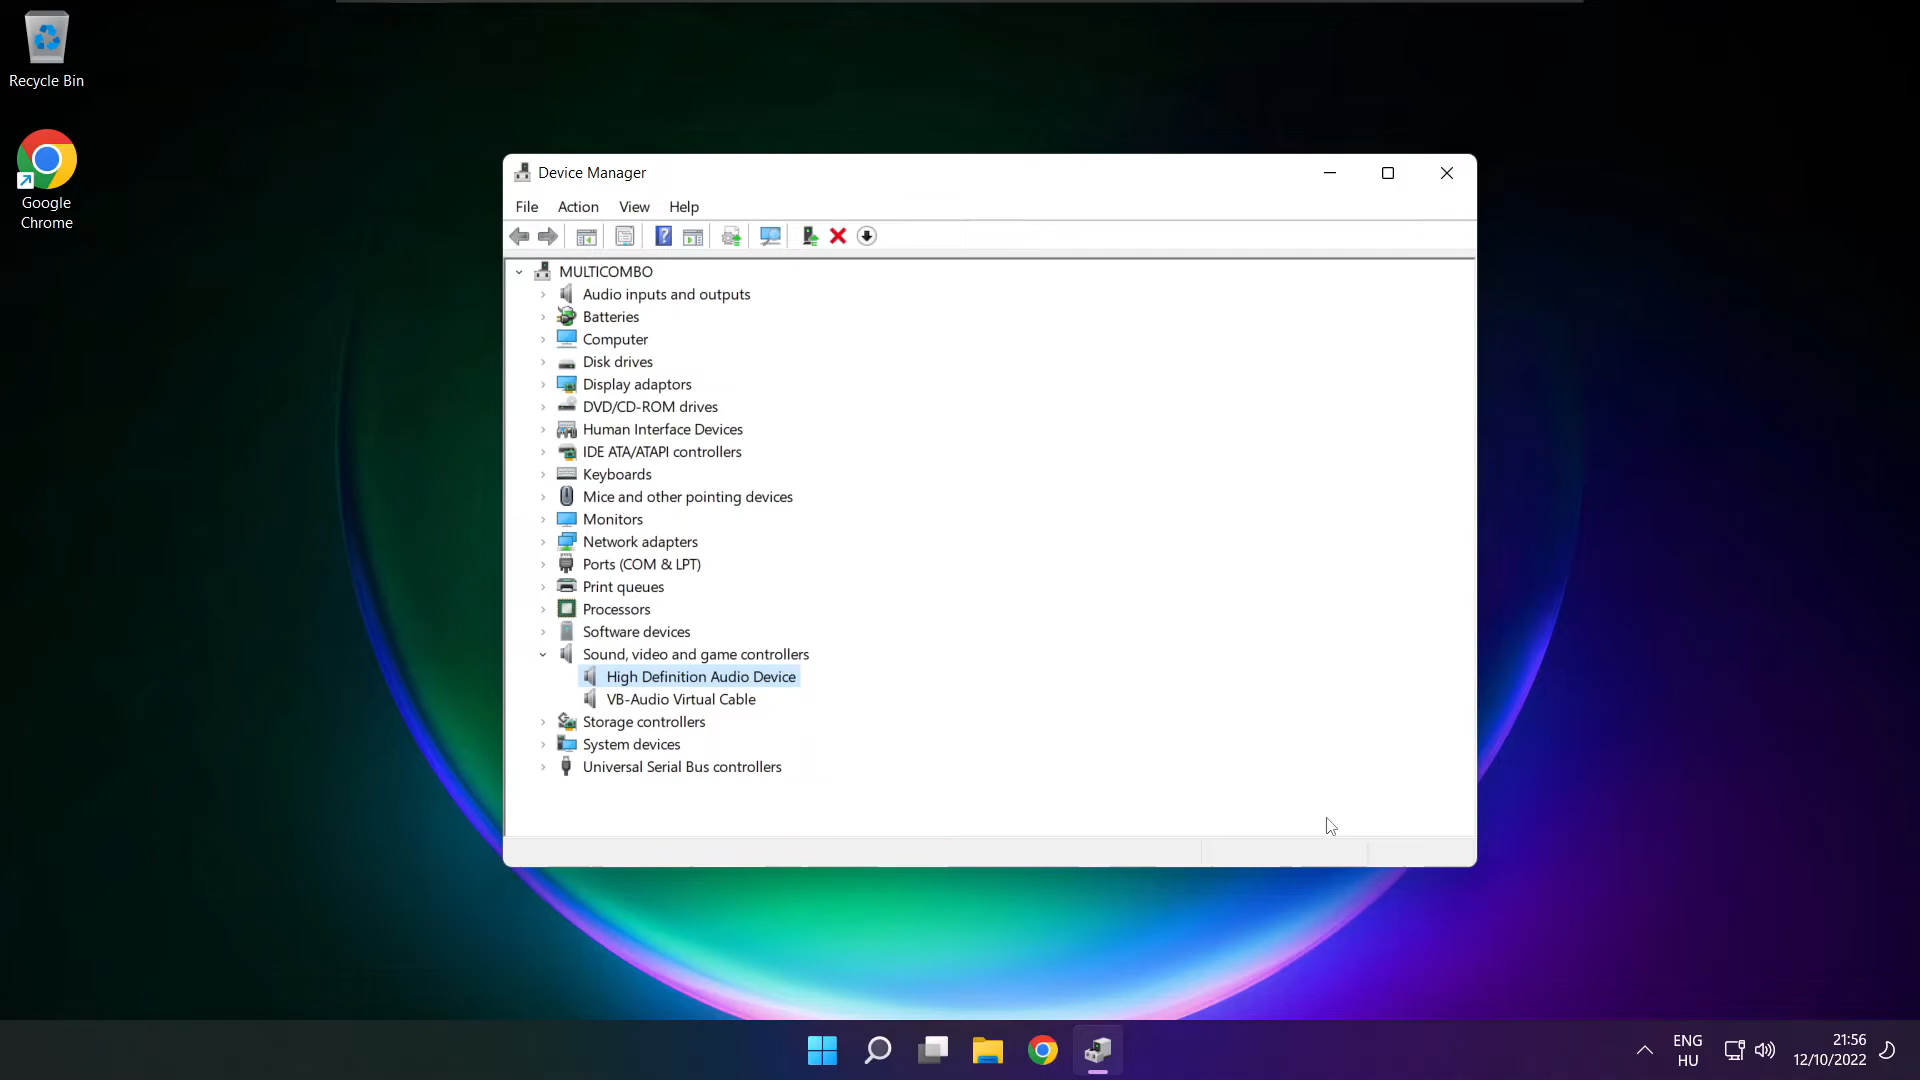 Recycle Bin
Google
Chrome
Device Manager
File Action View Help
MULTICOMBO
Audio inputs and outputs
Batteries
Computer
Disk drives
Display adaptors
DVD/CD-ROM drives
Human Interface Devices
IDE ATA/ATAPI controllers
Keyboards
Mice and other pointing devices
Monitors
Network adapters
Ports (COM & LPT)
Print queues
Processors
Software devices
Sound, video and game controllers
High Definition Audio Device
VB-Audio Virtual Cable
Storage controllers
System devices
Universal Serial Bus controllers
ENG
HU
21:56
12/10/2022